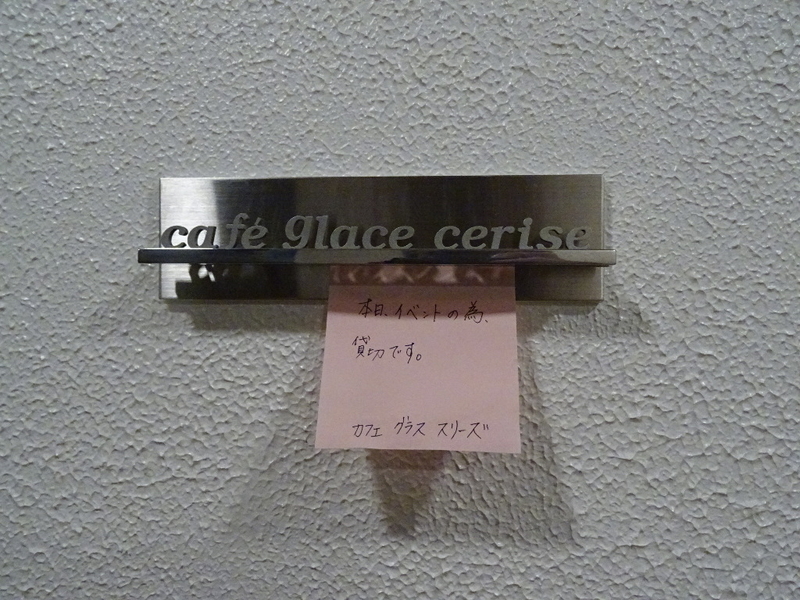 café glace cerise
本日、イベントの為、
貸切です。
カフェ グラス スリーズ